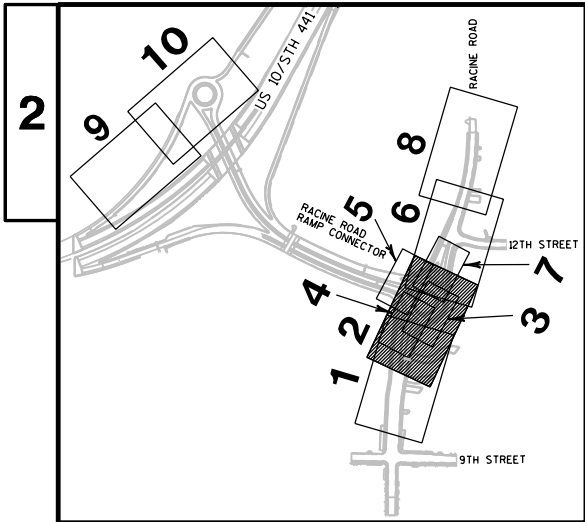 2
10
9
US 10/STH 441
RACINE ROAD
8
RACINE ROAD
RAMP CONNECTOR
5
6
12TH STREET
7
4
3
2
1
9TH STREET